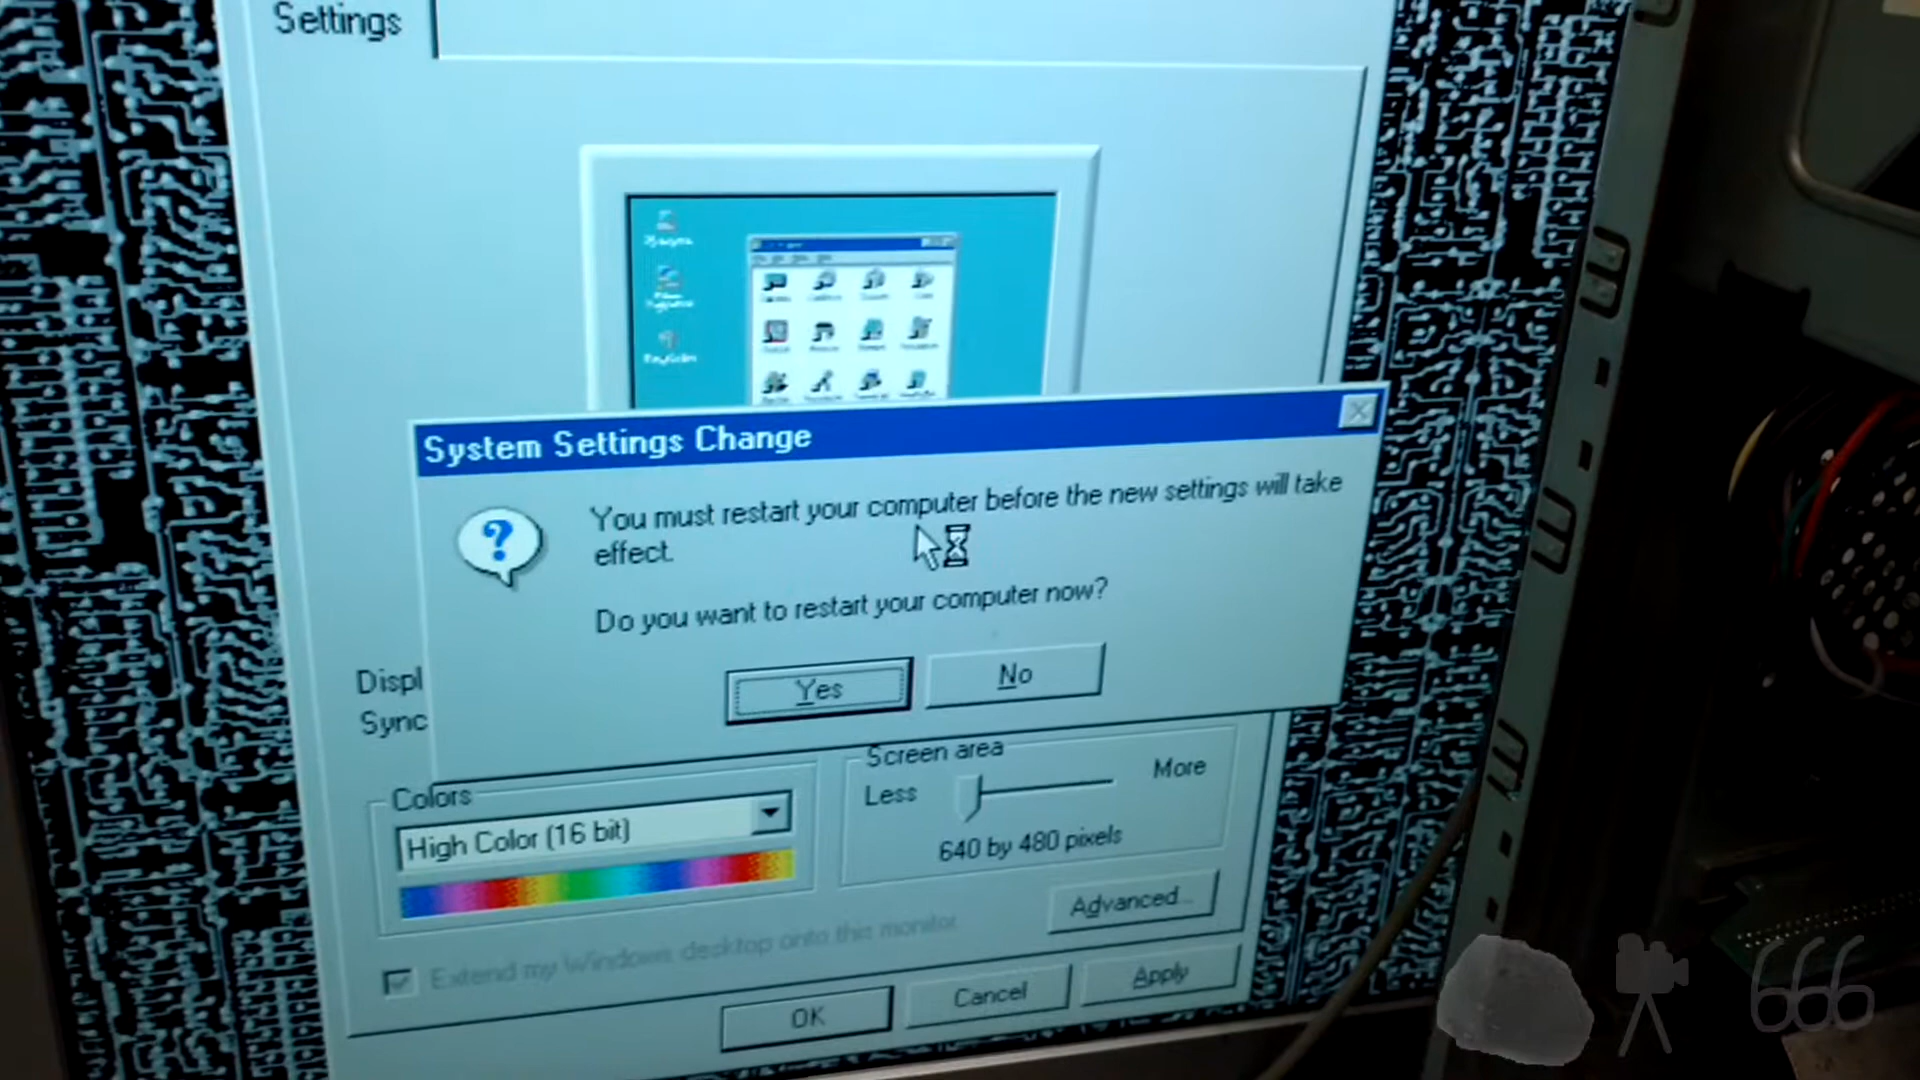 Settings
System Settings Change
You must restart your computer before the new settings will take
effect.
Do you want to restart your computer now?
Yes
No
Displ
Sync
Colors
High Color (16 bit)
Screen area
Less
More
640 by 480 pixels
Advanced...
Extend my Windows desktop onto this monitor
OK
Cancel
Apply
666